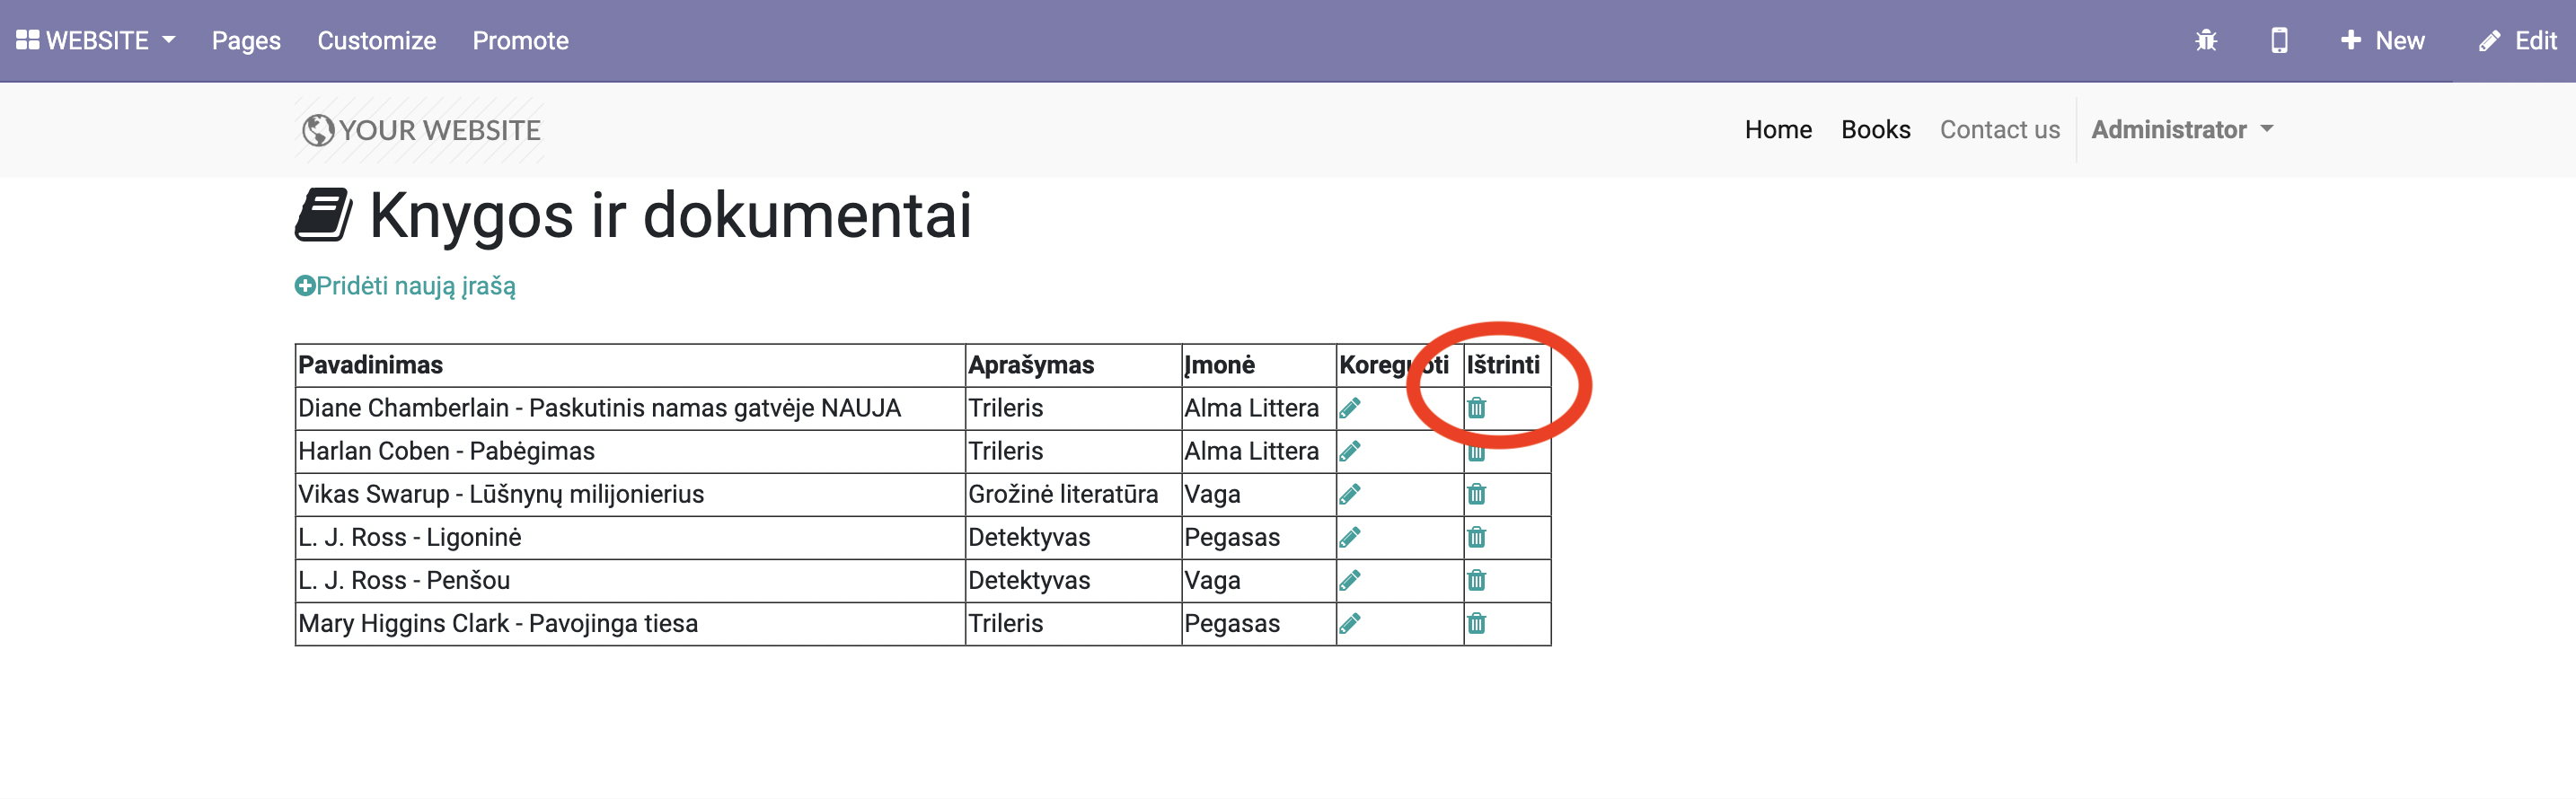 WEBSITE Pages Customize Promote New Edit
YOUR WEBSITE Home Books Contact us Administrator
Knygos ir dokumentai
Pridėti naują įrašą
Pavadinimas Aprašymas Įmonė Koreguoti Ištrinti
Diane Chamberlain - Paskutinis namas gatvėje NAUJA Trileris Alma Littera
Harlan Coben - Pabėgimas Trileris Alma Littera
Vikas Swarup - Lūšnynų milijonierius Grožinė literatūra Vaga
L. J. Ross - Ligoninė Detektyvas Pegasas
L. J. Ross - Penšou Detektyvas Vaga
Mary Higgins Clark - Pavojinga tiesa Trileris Pegasas